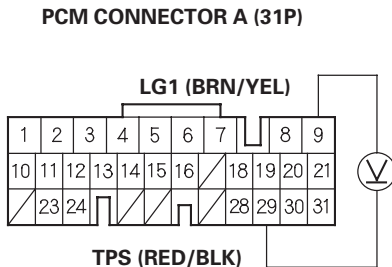 PCM CONNECTOR A (31P)
LG1 (BRN/YEL)
1 2 3 4 5 6 7 8 9
10 11 12 13 14 15 16 18 19 20 21
23 24 28 29 30 31
V
TPS (RED/BLK)